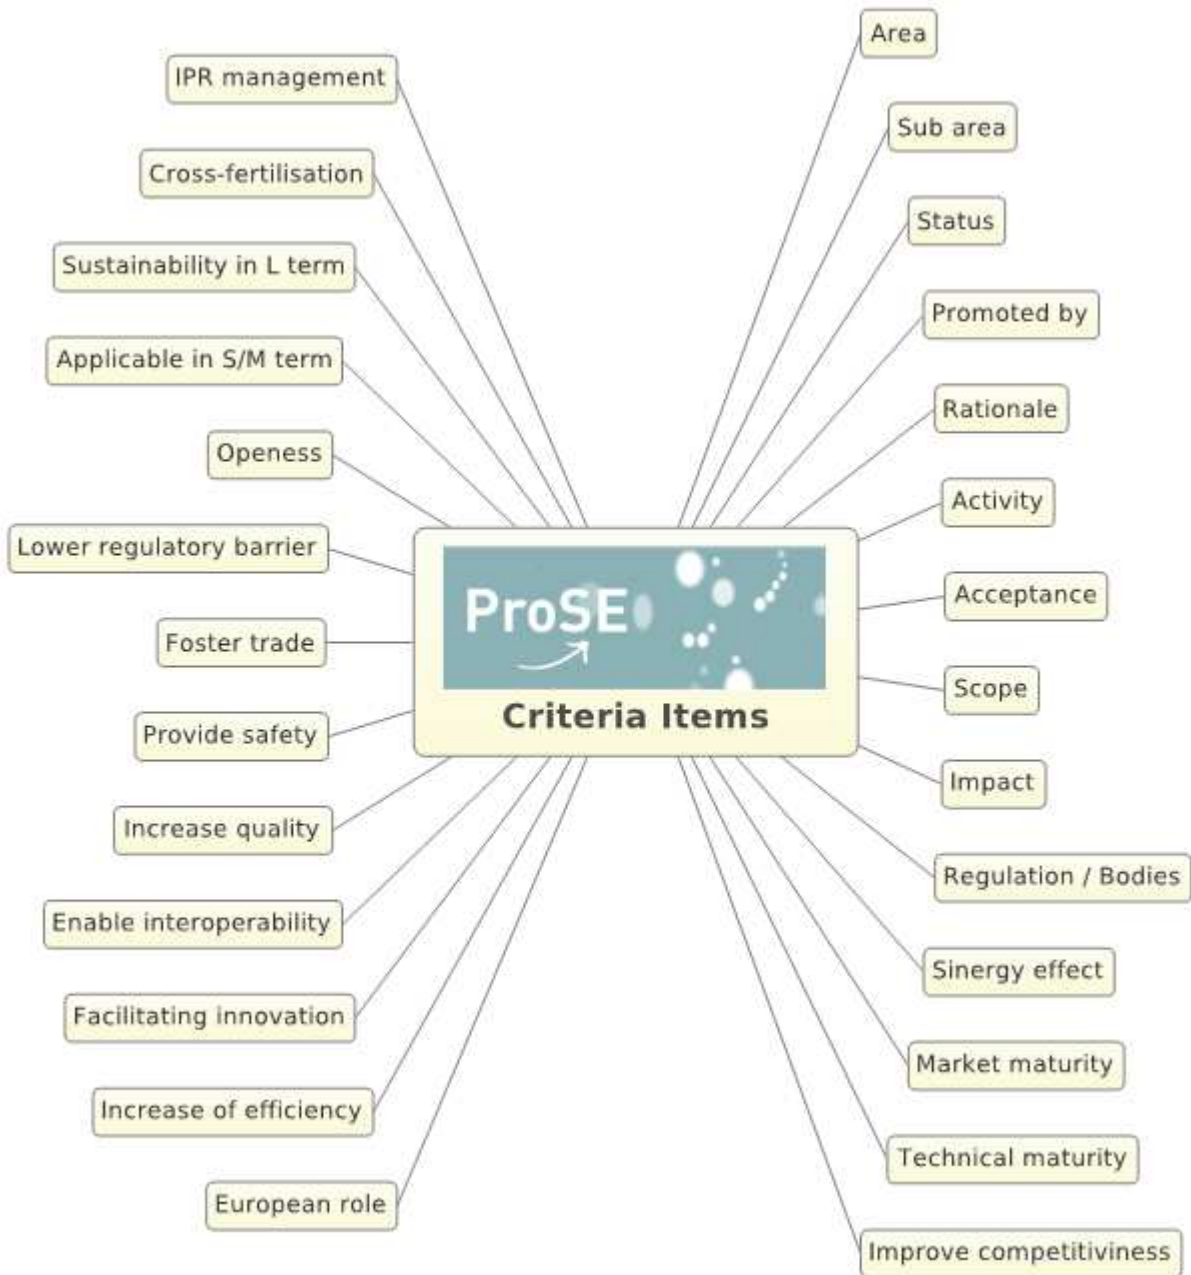 Area
IPR management
Sub area
Cross-fertilisation
Status
Sustainability in L term
Promoted by
Applicable in S/M term
Rationale
Openess
Activity
Lower regulatory barrier
Acceptance
ProSE
Foster trade
Scope
Criteria Items
Provide safety
Impact
Increase quality
Regulation / Bodies
Enable interoperability
Sinergy effect
Facilitating innovation
Market maturity
Increase of efficiency
Technical maturity
European role
Improve competitiviness